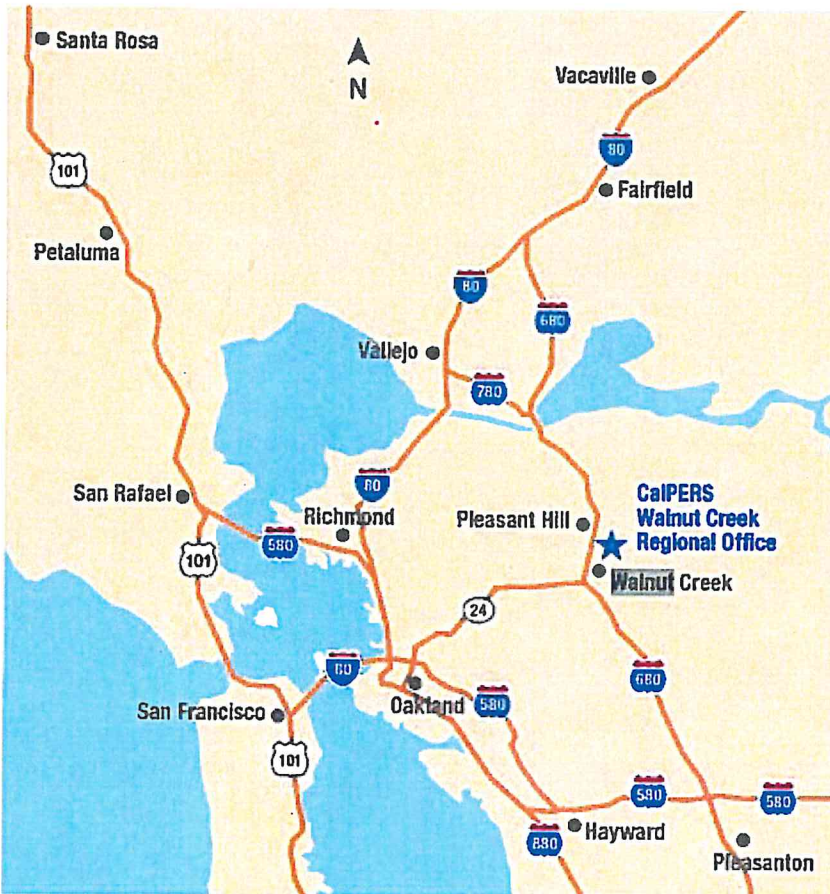 Santa Rosa
N
Vacaville
80
101
Fairfield
Petaluma
80
680
Vallejo
780
San Rafael
80
Richmond
Pleasant Hill
CalPERS
Walnut Creek
Regional Office
101
580
Walnut Creek
24
80
680
San Francisco
Oakland
580
101
580
580
880
Hayward
Pleasanton